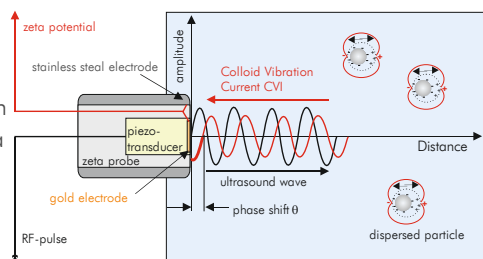 zeta potential
stainless steal electrode
amplitude
Colloid Vibration
Current CVI
n
a
piezo-
transducer
zeta probe
gold electrode
Distance
ultrasound wave
phase shift θ
dispersed particle
RF-pulse